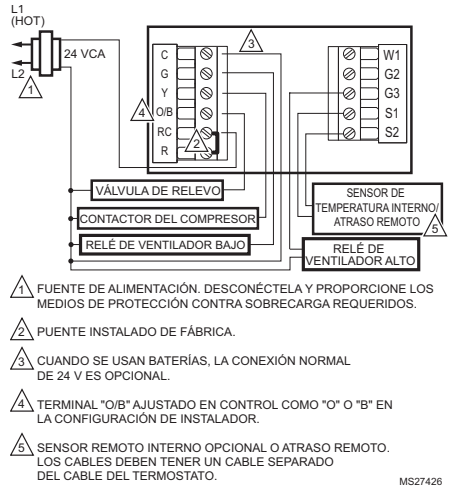 L1
(HOT)
24 VCA
L2
1
3
C
G
Y
O/B
RC
R
4
2
W1
G2
G3
S1
S2
VÁLVULA DE RELEVO
CONTACTOR DEL COMPRESOR
RELÉ DE VENTILADOR BAJO
SENSOR DE
TEMPERATURA INTERNO/
ATRASO REMOTO
5
RELÉ DE
VENTILADOR ALTO
1 FUENTE DE ALIMENTACIÓN. DESCONÉCTELA Y PROPORCIONE LOS
MEDIOS DE PROTECCIÓN CONTRA SOBRECARGA REQUERIDOS.
2 PUENTE INSTALADO DE FÁBRICA.
3 CUANDO SE USAN BATERÍAS, LA CONEXIÓN NORMAL
DE 24 V ES OPCIONAL.
4 TERMINAL "O/B" AJUSTADO EN CONTROL COMO "O" O "B" EN
LA CONFIGURACIÓN DE INSTALADOR.
5 SENSOR REMOTO INTERNO OPCIONAL O ATRASO REMOTO.
LOS CABLES DEBEN TENER UN CABLE SEPARADO
DEL CABLE DEL TERMOSTATO.
MS27426